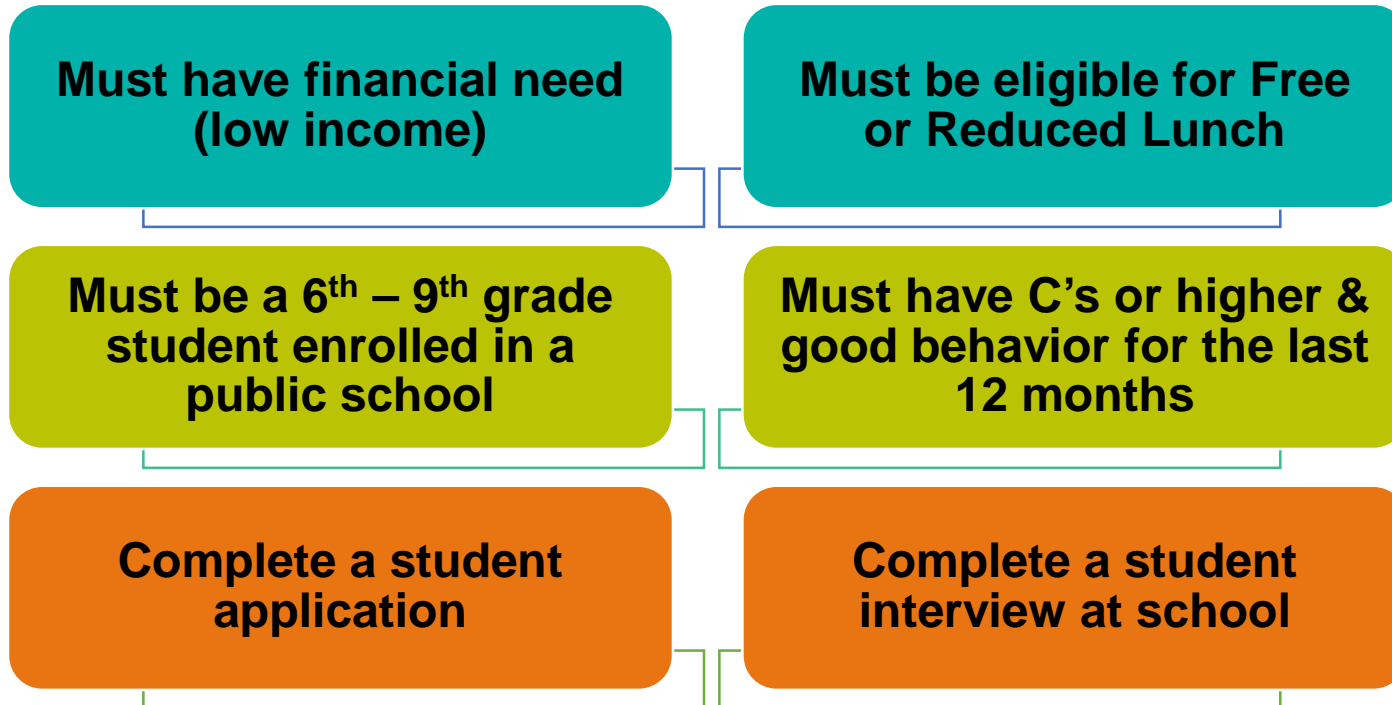 Must have financial need
(low income)
Must be eligible for Free
or Reduced Lunch
Must be a 6th – 9th grade
student enrolled in a
public school
Must have C’s or higher &
good behavior for the last
12 months
Complete a student
application
Complete a student
interview at school